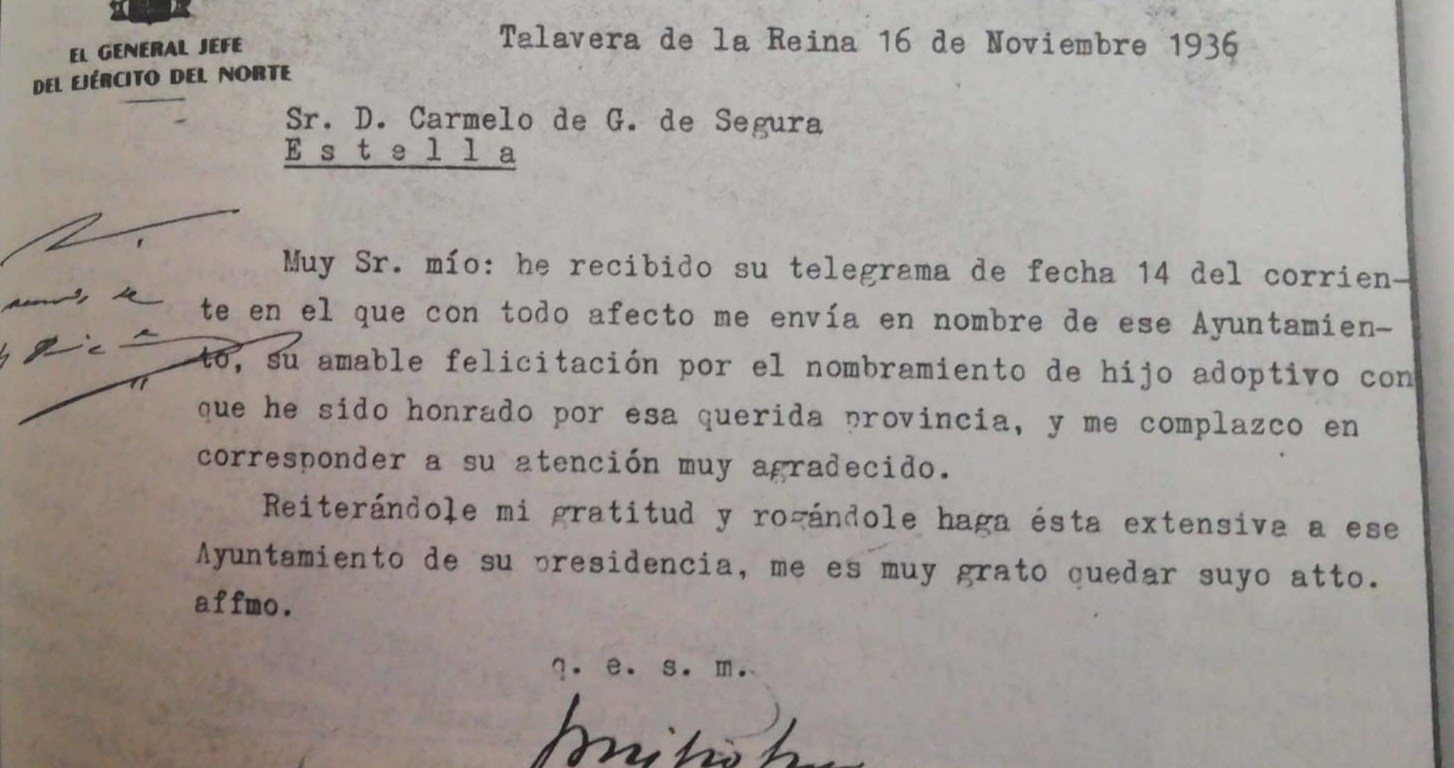 EL GENERAL JEFE
DEL EJÉRCITO DEL NORTE
Talavera de la Reina 16 de Noviembre 1936
Sr. D. Carmelo de G. de Segura
Estella
Muy Sr. mío: he recibido su telegrama de fecha 14 del corrien-
te en el que con todo afecto me envía en nombre de ese Ayuntamien-
to, su amable felicitación por el nombramiento de hijo adoptivo con
que he sido honrado por esa querida provincia, y me complazco en
corresponder a su atención muy agradecido.
Reiterándole mi gratitud y rogándole haga ésta extensiva a ese
Ayuntamiento de su presidencia, me es muy grato quedar suyo atto.
affmo.
q. e. s. m.